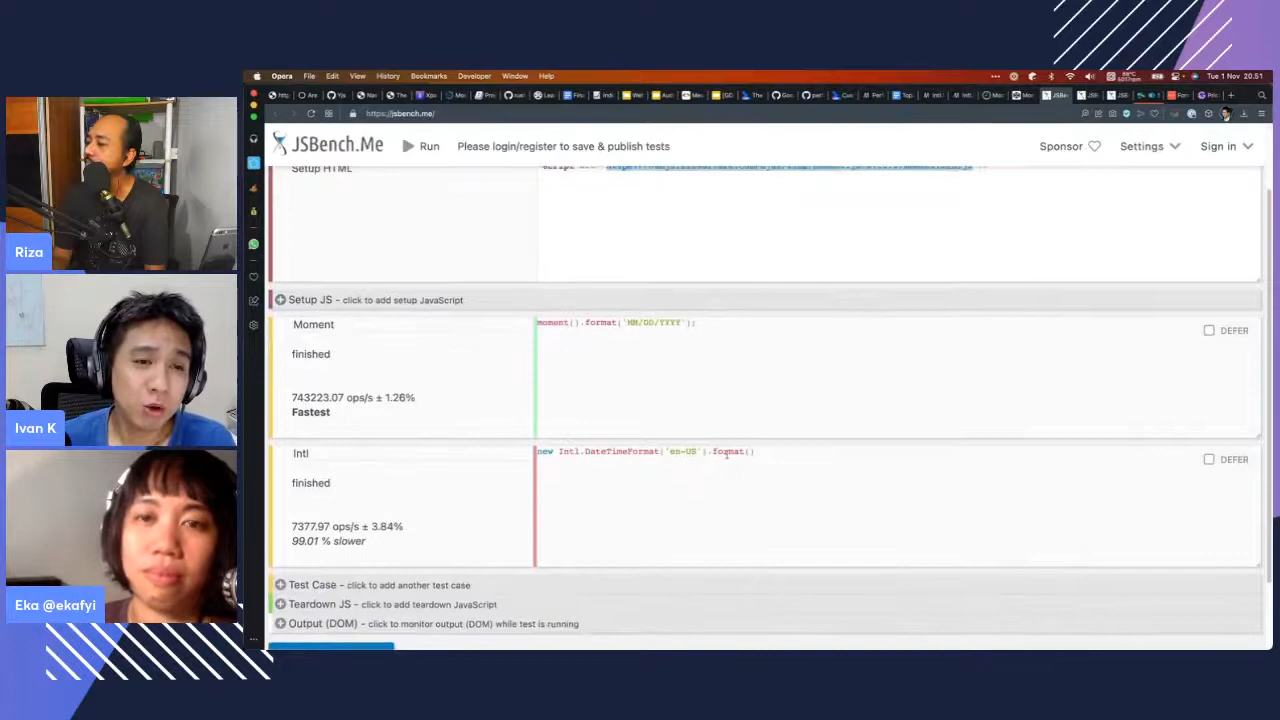 Opera File Edit View History Bookmarks Developer Window Help
Tue 1 Nov 20.51
https://jsbench.me/
JSBench.Me Run Please login/register to save & publish tests Sponsor Settings Sign in
Setup HTML
Setup JS - click to add setup JavaScript
Moment
moment().format('MM/DD/YYYY');
DEFER
finished
743223.07 ops/s ± 1.26%
Fastest
Intl
new Intl.DateTimeFormat('en-US').format()
DEFER
finished
7377.97 ops/s ± 3.84%
99.01 % slower
Test Case - click to add another test case
Teardown JS - click to add teardown JavaScript
Output (DOM) - click to monitor output (DOM) while test is running
Riza
Ivan K
Eka @ekafyi